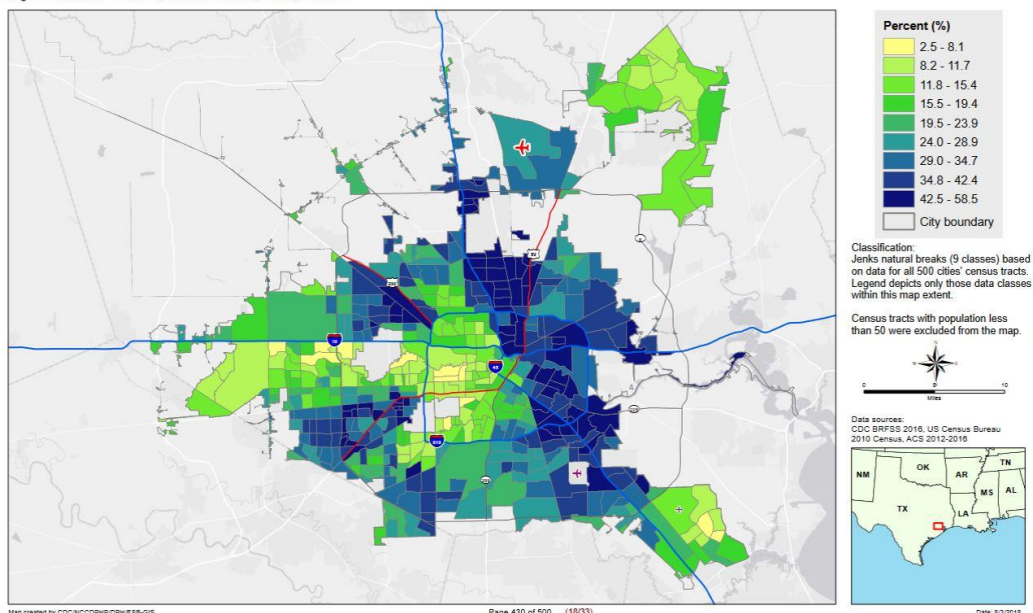 Percent (%)
2.5 - 8.1
8.2 - 11.7
11.8 - 15.4
15.5 - 19.4
19.5 - 23.9
24.0 - 28.9
29.0 - 34.7
34.8 - 42.4
42.5 - 58.5
City boundary
Classification:
Jenks natural breaks (9 classes) based
on data for all 500 cities' census tracts.
Legend depicts only those data classes
within this map extent.
Census tracts with population less
than 50 were excluded from the map.
Miles
Data sources:
CDC BRFSS 2016, US Census Bureau
2010 Census, ACS 2012-2016
NM
OK
AR
TN
TX
LA
MS
AL
10
45
610
Page 430 of 500 (18/33)